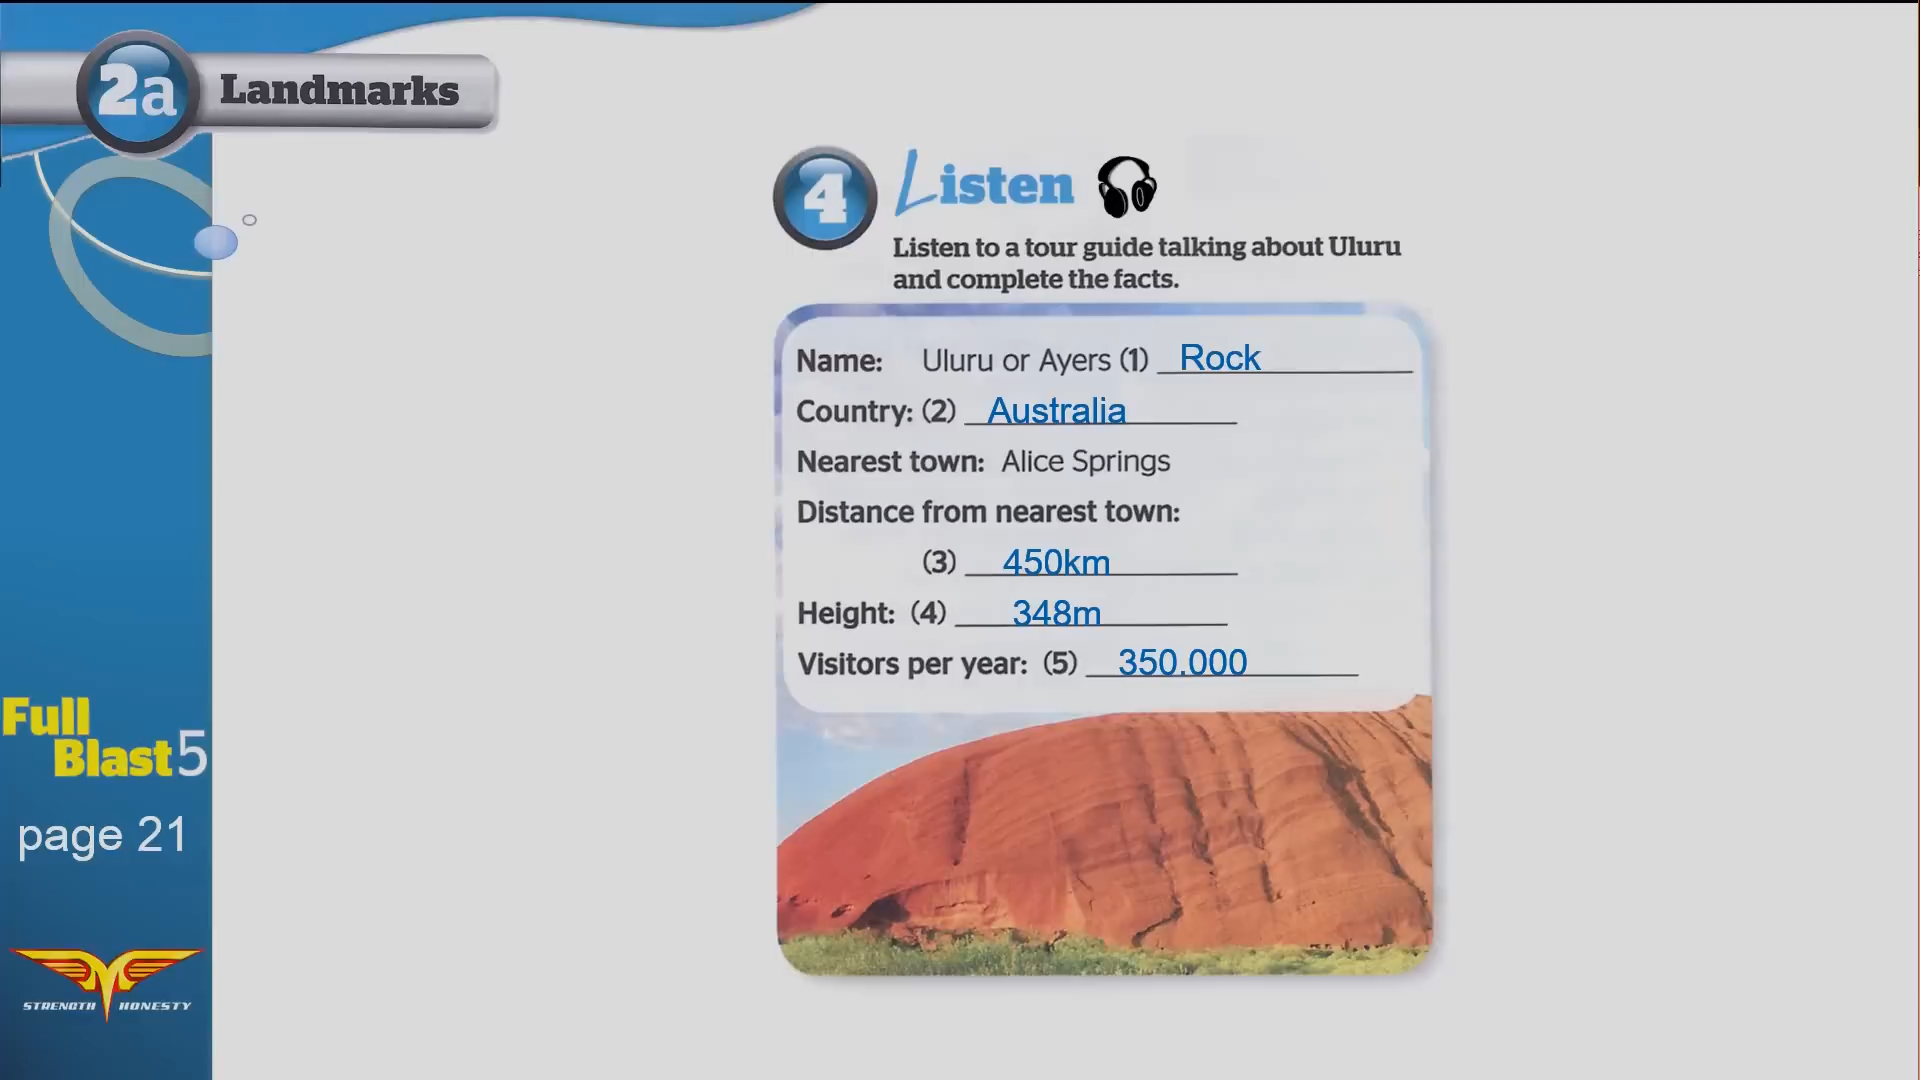 2a Landmarks
4 Listen
Listen to a tour guide talking about Uluru
and complete the facts.
Name: Uluru or Ayers (1) Rock
Country: (2) Australia
Nearest town: Alice Springs
Distance from nearest town:
(3) 450km
Height: (4) 348m
Visitors per year: (5) 350.000
Full
Blast 5
page 21
STRENGTH HONESTY